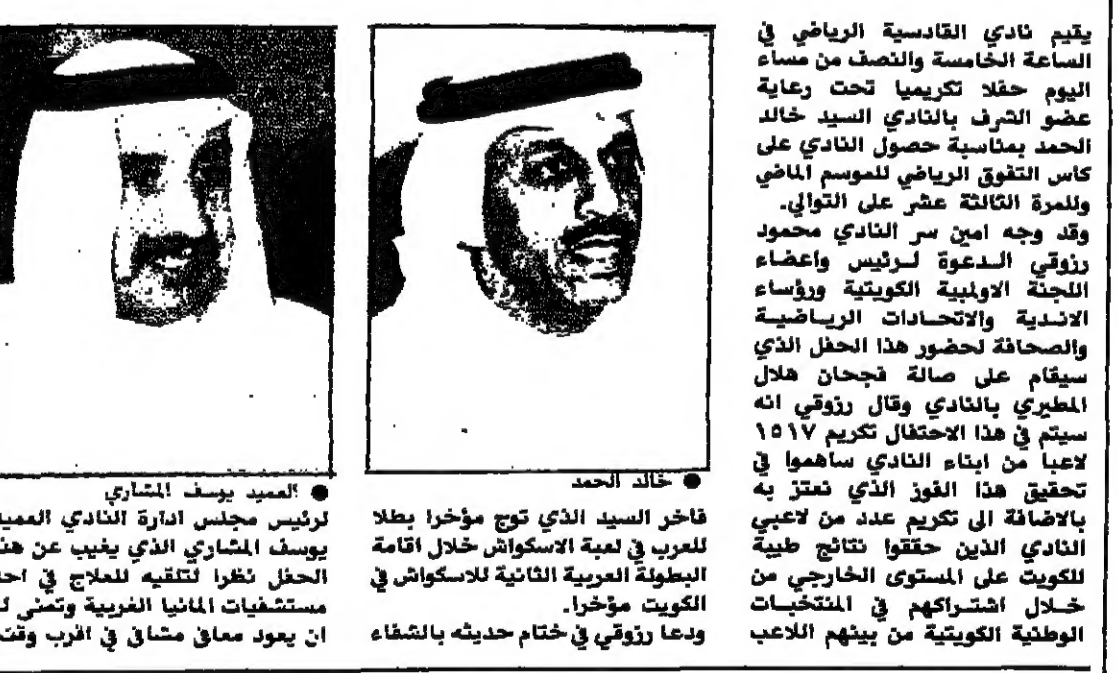 يقيم نادي القادسية الرياضي في
الساعة الخامسة والنصف من مساء
اليوم حفلا تكريميا تحت رعاية
عضو الشرف بالنادي السيد خالد
الحمد بمناسبة حصول النادي على
كاس التفوق الرياضي للموسم الماضي
وللمرة الثالثة عشر على التوالي.
وقد وجه امين سر النادي محمود
رزوقي الدعوة لرئيس واعضاء
اللجنة الاولمبية الكويتية ورؤساء
الاندية والاتحادات الرياضية
والصحافة لحضور هذا الحفل الذي
سيقام على صالة فجحان هلال
المطيري بالنادي وقال رزوقي انه
سيتم في هذا الاحتفال تكريم ١٥١٧
لاعبا من ابناء النادي ساهموا في
تحقيق هذا الفوز الذي نعتز به
بالاضافة الى تكريم عدد من لاعبي
النادي الذين حققوا نتائج طيبة
للكويت على المستوى الخارجي من
خلال اشتراكهم في المنتخبات
الوطنية الكويتية من بينهم اللاعب
● خالد الحمد
فاخر السيد الذي توج مؤخرا بطلا
للعرب في لعبة الاسكواش خلال اقامة
البطولة العربية الثانية للاسكواش في
الكويت مؤخرا.
ودعا رزوقي في ختام حديثه بالشفاء
● العميد يوسف المشاري
لرئيس مجلس ادارة النادي العميد
يوسف المشاري الذي يغيب عن
الحفل نظرا لتلقيه للعلاج في
مستشفيات المانيا الغربية وتمنى
ان يعود معافى مشافى في اقرب وقت